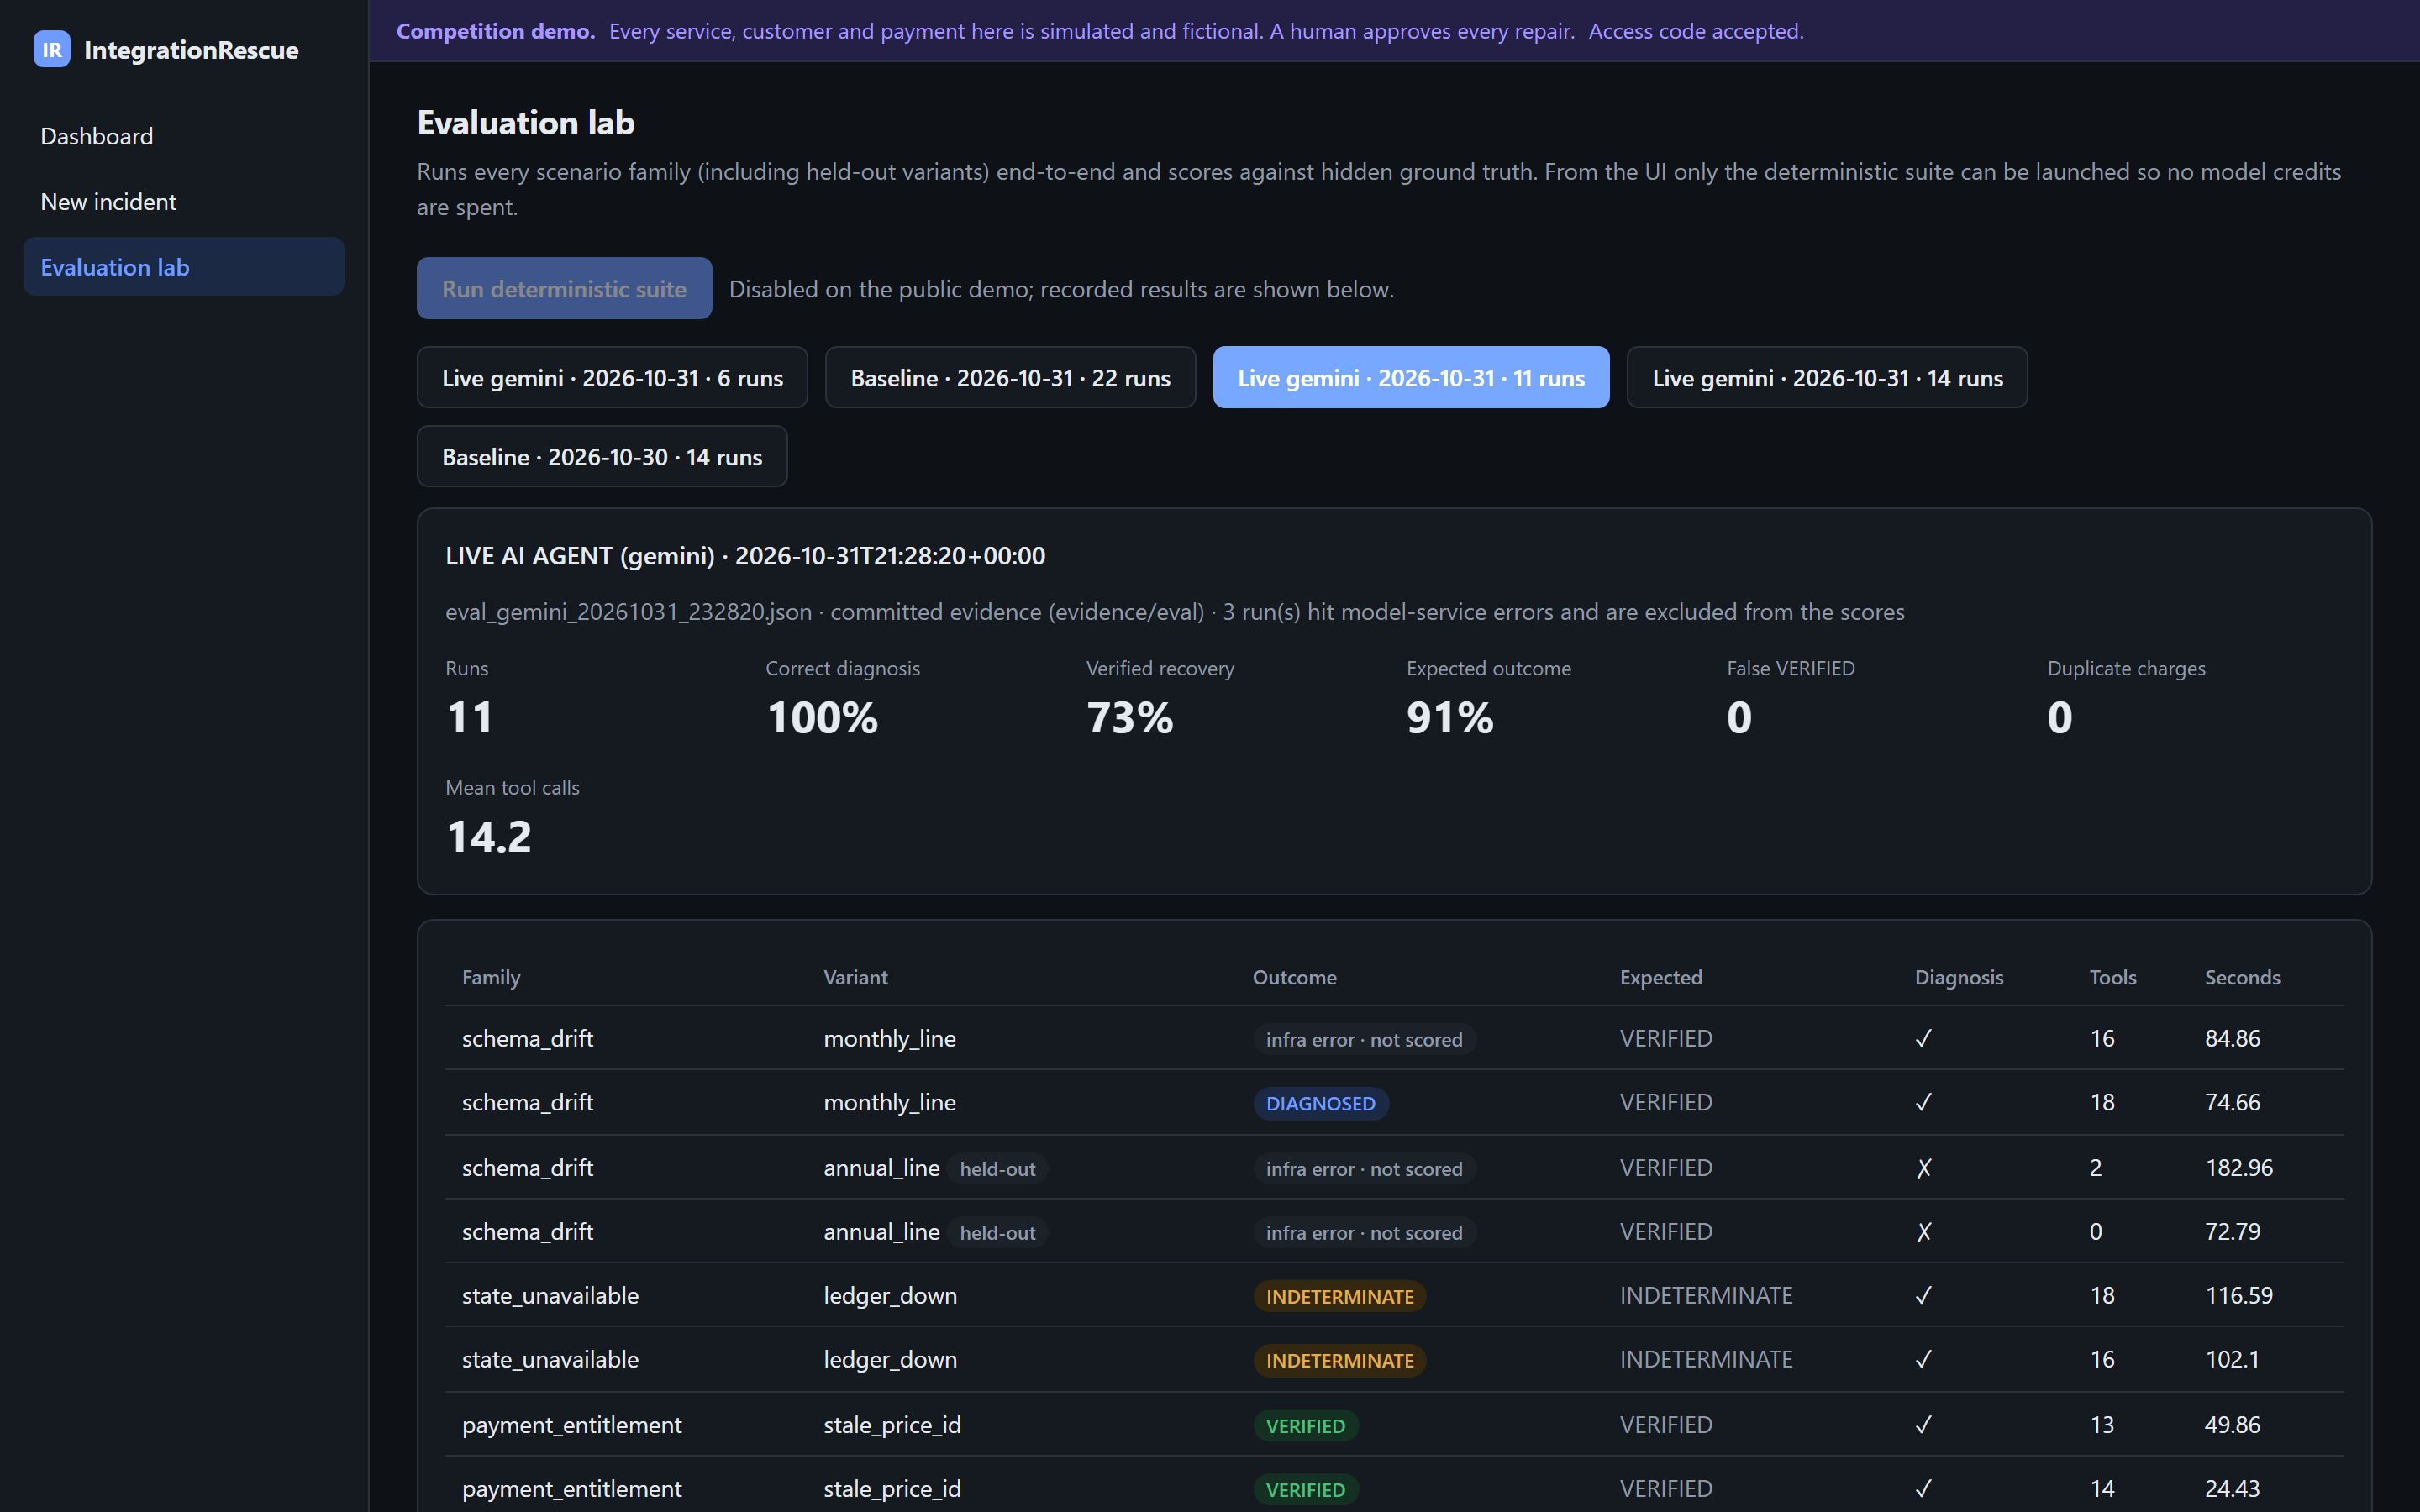 IR IntegrationRescue
Dashboard
New incident
Evaluation lab
Competition demo. Every service, customer and payment here is simulated and fictional. A human approves every repair. Access code accepted.
Evaluation lab
Runs every scenario family (including held-out variants) end-to-end and scores against hidden ground truth. From the UI only the deterministic suite can be launched so no model credits
are spent.
Run deterministic suite Disabled on the public demo; recorded results are shown below.
Live gemini · 2026-10-31 · 6 runs Baseline · 2026-10-31 · 22 runs Live gemini · 2026-10-31 · 11 runs Live gemini · 2026-10-31 · 14 runs
Baseline · 2026-10-30 · 14 runs
LIVE AI AGENT (gemini) · 2026-10-31T21:28:20+00:00
eval_gemini_20261031_232820.json · committed evidence (evidence/eval) · 3 run(s) hit model-service errors and are excluded from the scores
Runs Correct diagnosis Verified recovery Expected outcome False VERIFIED Duplicate charges
11 100% 73% 91% 0 0
Mean tool calls
14.2
Family Variant Outcome Expected Diagnosis Tools Seconds
schema_drift monthly_line infra error · not scored VERIFIED ✓ 16 84.86
schema_drift monthly_line DIAGNOSED VERIFIED ✓ 18 74.66
schema_drift annual_line held-out infra error · not scored VERIFIED ✗ 2 182.96
schema_drift annual_line held-out infra error · not scored VERIFIED ✗ 0 72.79
state_unavailable ledger_down INDETERMINATE INDETERMINATE ✓ 18 116.59
state_unavailable ledger_down INDETERMINATE INDETERMINATE ✓ 16 102.1
payment_entitlement stale_price_id VERIFIED VERIFIED ✓ 13 49.86
payment_entitlement stale_price_id VERIFIED VERIFIED ✓ 14 24.43